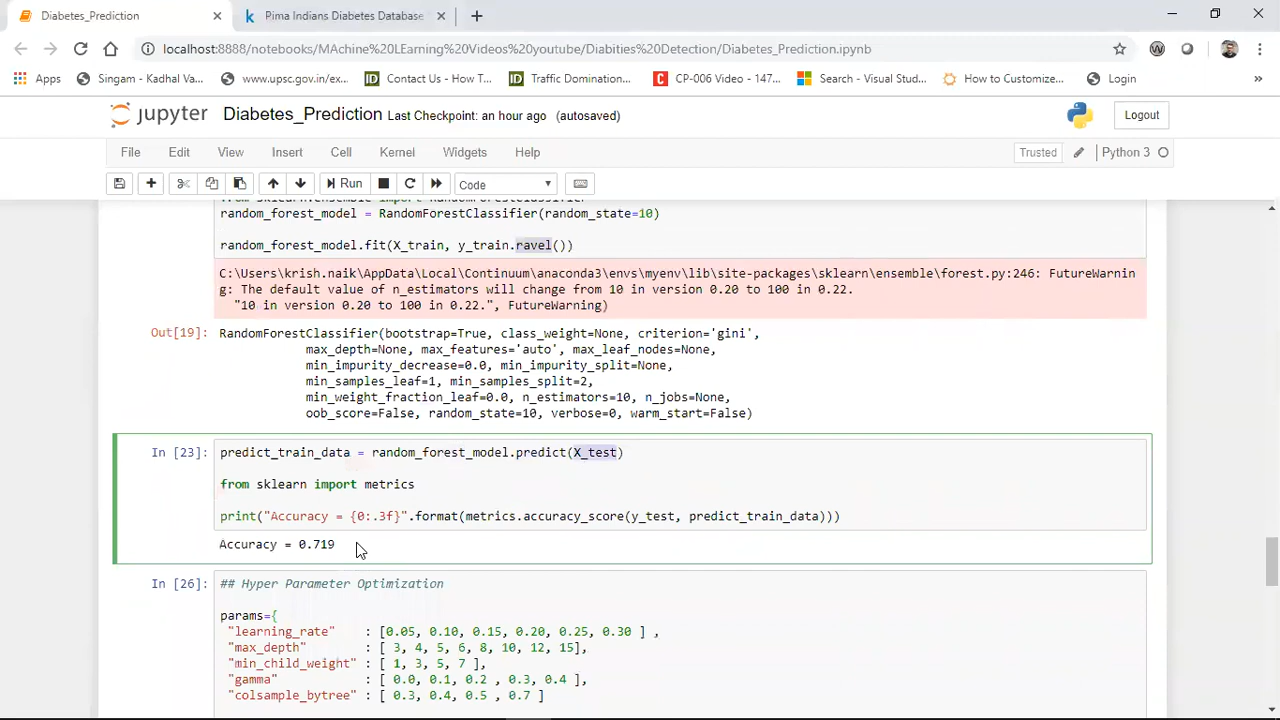 Diabetes_Prediction
Pima Indians Diabetes Database
localhost:8888/notebooks/MAchine%20LEarning%20Videos%20youtube/Diabities%20Detection/Diabetes_Prediction.ipynb
Apps Singam - Kadhal Va... www.upsc.gov.in/ex... Contact Us - How T... Traffic Domination... CP-006 Video - 147... Search - Visual Stud... How to Customize... Login »
jupyter Diabetes_Prediction Last Checkpoint: an hour ago (autosaved) Logout
File Edit View Insert Cell Kernel Widgets Help Trusted Python 3
Run Code
from sklearn.ensemble import RandomForestClassifier
random_forest_model = RandomForestClassifier(random_state=10)
random_forest_model.fit(X_train, y_train.ravel())
C:\Users\krish.naik\AppData\Local\Continuum\anaconda3\envs\myenv\lib\site-packages\sklearn\ensemble\forest.py:246: FutureWarnin
g: The default value of n_estimators will change from 10 in version 0.20 to 100 in 0.22.
"10 in version 0.20 to 100 in 0.22.", FutureWarning)
Out[19]: RandomForestClassifier(bootstrap=True, class_weight=None, criterion='gini',
max_depth=None, max_features='auto', max_leaf_nodes=None,
min_impurity_decrease=0.0, min_impurity_split=None,
min_samples_leaf=1, min_samples_split=2,
min_weight_fraction_leaf=0.0, n_estimators=10, n_jobs=None,
oob_score=False, random_state=10, verbose=0, warm_start=False)
In [23]: predict_train_data = random_forest_model.predict(X_test)
from sklearn import metrics
print("Accuracy = {0:.3f}".format(metrics.accuracy_score(y_test, predict_train_data)))
Accuracy = 0.719
In [26]: ## Hyper Parameter Optimization
params={
"learning_rate" : [0.05, 0.10, 0.15, 0.20, 0.25, 0.30 ] ,
"max_depth" : [ 3, 4, 5, 6, 8, 10, 12, 15],
"min_child_weight" : [ 1, 3, 5, 7 ],
"gamma" : [ 0.0, 0.1, 0.2 , 0.3, 0.4 ],
"colsample_bytree" : [ 0.3, 0.4, 0.5 , 0.7 ]